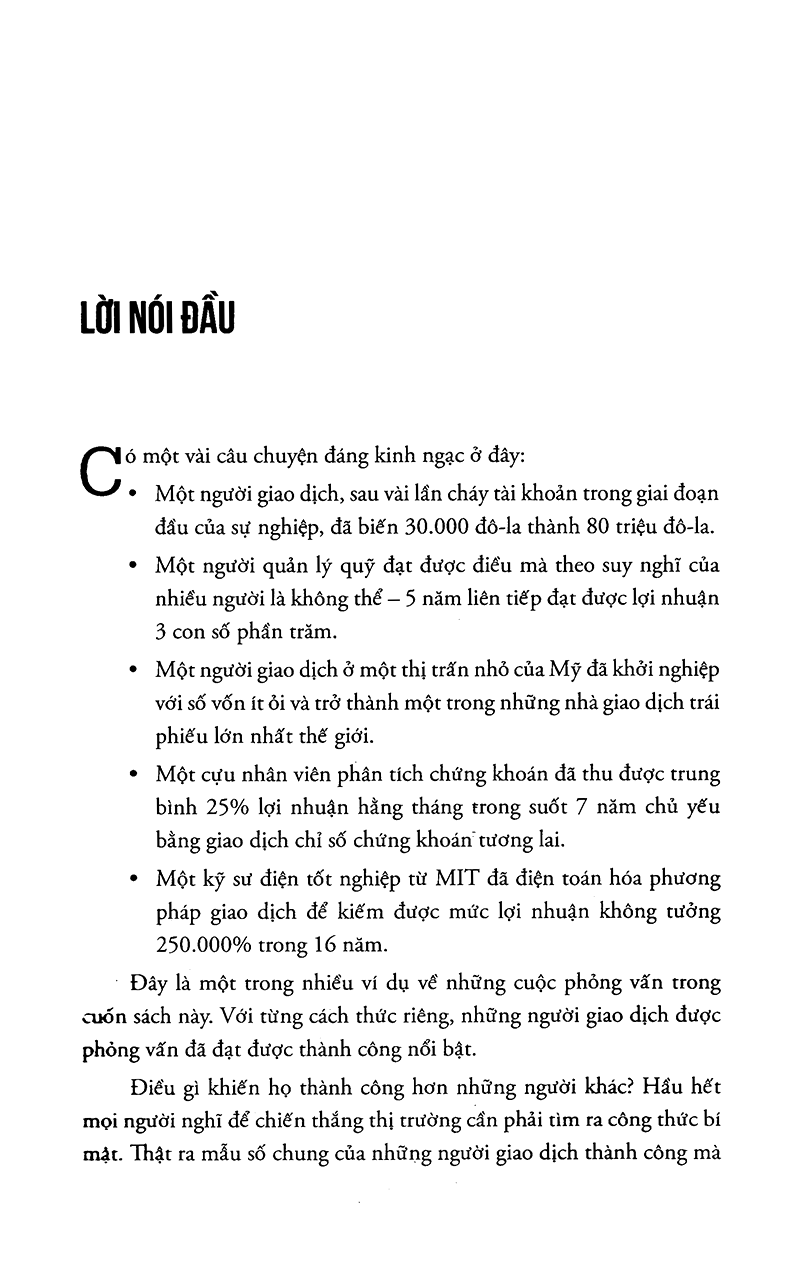 LỜI NÓI ĐẦU
Có một vài câu chuyện đáng kinh ngạc ở đây:
• Một người giao dịch, sau vài lần cháy tài khoản trong giai đoạn
đầu của sự nghiệp, đã biến 30.000 đô-la thành 80 triệu đô-la.
• Một người quản lý quỹ đạt được điều mà theo suy nghĩ của
nhiều người là không thể – 5 năm liên tiếp đạt được lợi nhuận
3 con số phần trăm.
• Một người giao dịch ở một thị trấn nhỏ của Mỹ đã khởi nghiệp
với số vốn ít ỏi và trở thành một trong những nhà giao dịch trái
phiếu lớn nhất thế giới.
• Một cựu nhân viên phân tích chứng khoán đã thu được trung
bình 25% lợi nhuận hằng tháng trong suốt 7 năm chủ yếu
bằng giao dịch chỉ số chứng khoán tương lai.
• Một kỹ sư điện tốt nghiệp từ MIT đã điện toán hóa phương
pháp giao dịch để kiếm được mức lợi nhuận không tưởng
250.000% trong 16 năm.
Đây là một trong nhiều ví dụ về những cuộc phỏng vấn trong
cuốn sách này. Với từng cách thức riêng, những người giao dịch được
phỏng vấn đã đạt được thành công nổi bật.
Điều gì khiến họ thành công hơn những người khác? Hầu hết
mọi người nghĩ để chiến thắng thị trường cần phải tìm ra công thức bí
mật. Thật ra mẫu số chung của những người giao dịch thành công mà